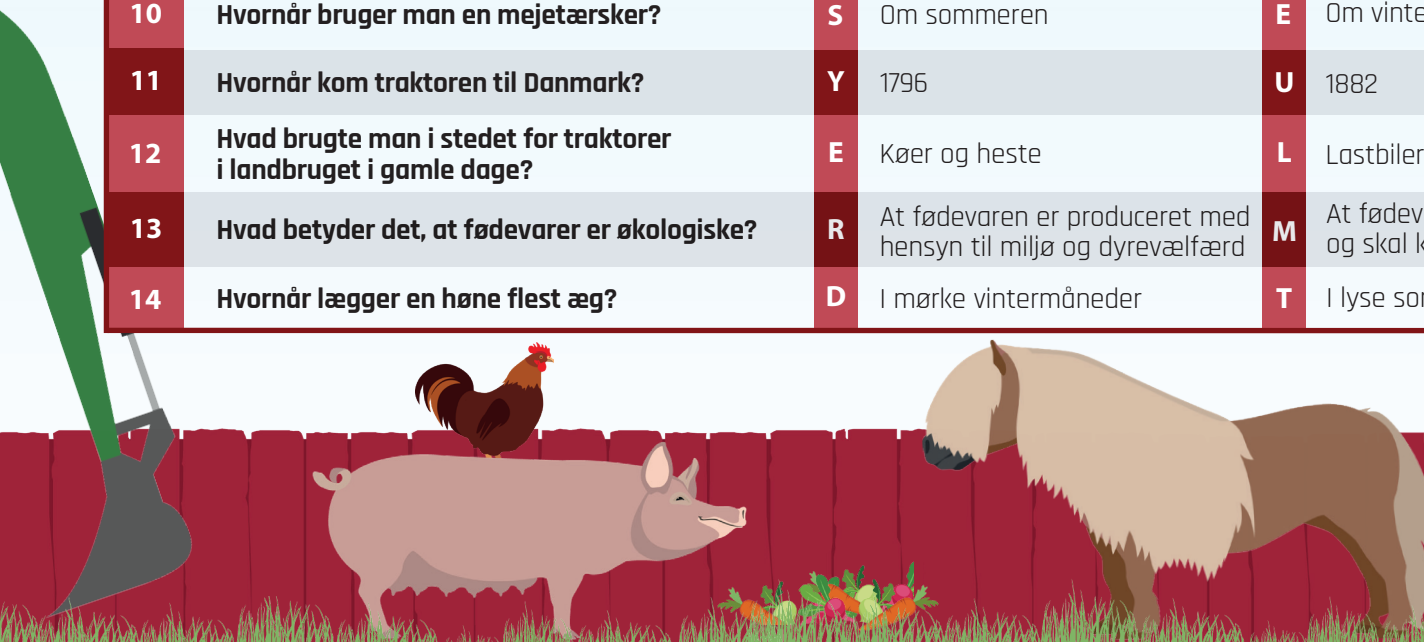 10 Hvornår bruger man en mejetærsker? S Om sommeren E Om
11 Hvornår kom traktoren til Danmark? Y 1796 U 1882
12 Hvad brugte man i stedet for traktorer
i landbruget i gamle dage? E Køer og heste L Lastbiler
13 Hvad betyder det, at fødevarer er økologiske? R At fødevaren er produceret med
hensyn til miljø og dyrevælfærd M At
og skal
14 Hvornår lægger en høne flest æg? D I mørke vintermåneder T I lyse